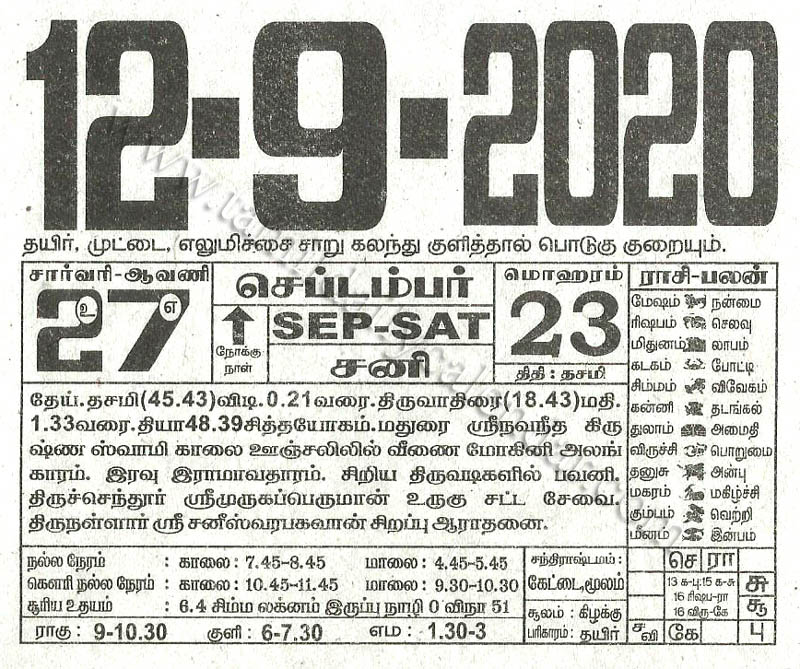 12-9-2020
தயிர், முட்டை, எலுமிச்சை சாறு கலந்து குளித்தால் பொடுகு குறையும்.
சார்வரி-ஆவணி
27
உ எ
செப்டம்பர்
நோக்கு
நாள்
SEP-SAT
சனி
மொஹரம்
23
திதி : தசமி
ராசி-பலன்
மேஷம் நன்மை
ரிஷபம் செலவு
மிதுனம் லாபம்
கடகம் போட்டி
சிம்மம் விவேகம்
கன்னி தடங்கல்
துலாம் அமைதி
விருச்சி பொறுமை
தனுசு அன்பு
மகரம் மகிழ்ச்சி
கும்பம் வெற்றி
மீனம் இன்பம்
தேய்.தசமி(45.43)விடி.0.21வரை.திருவாதிரை(18.43)மதி.
1.33வரை.தியா48.39சித்தயோகம்.மதுரை ஸ்ரீநவநீத கிரு
ஷ்ண ஸ்வாமி காலை ஊஞ்சலிலில் வீணை மோகினி அலங்
காரம். இரவு இராமாவதாரம். சிறிய திருவடிகளில் பவனி.
திருச்செந்தூர் ஸ்ரீமுருகப்பெருமான் உருகு சட்ட சேவை.
திருநள்ளார் ஸ்ரீ சனீஸ்வரபகவான் சிறப்பு ஆராதனை.
நல்ல நேரம் : காலை : 7.45-8.45 மாலை : 4.45-5.45
கௌரி நல்ல நேரம் : காலை : 10.45-11.45 மாலை : 9.30-10.30
சூரிய உதயம் : 6.4 சிம்ம லக்னம் இருப்பு நாழி 0 விநா 51
ராகு : 9-10.30 குளி : 6-7.30 எம : 1.30-3
சந்திராஷ்டமம் :
கேட்டை,மூலம்
சூலம் : கிழக்கு
பரிகாரம் : தயிர்
செ ரா
13 க-பு:15 க-சு
16 ரிஷப-ரா
16 விரு-கே
சு
சூ
ச
வி
கே
பு